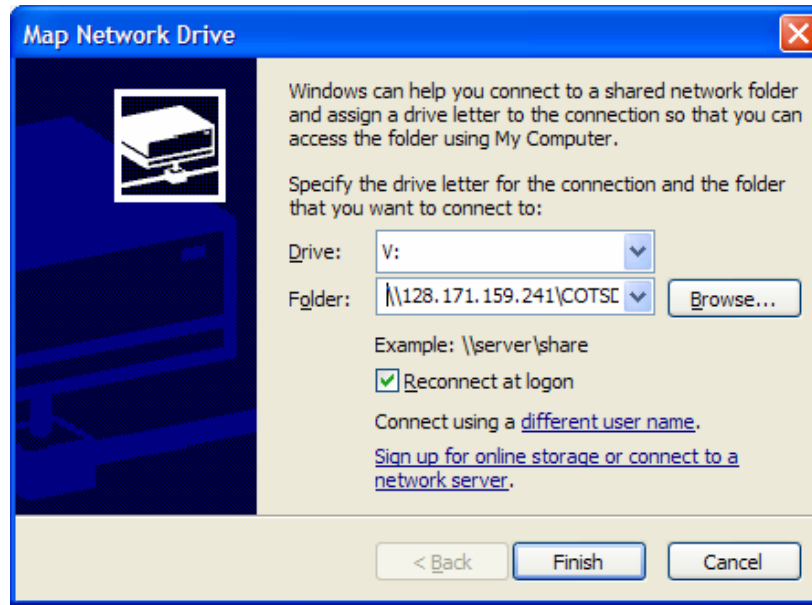 Map Network Drive
Windows can help you connect to a shared network folder
and assign a drive letter to the connection so that you can
access the folder using My Computer.
Specify the drive letter for the connection and the folder
that you want to connect to:
Drive: V:
Folder: \\128.171.159.241\COTSD Browse...
Example: \\server\share
Reconnect at logon
Connect using a different user name.
Sign up for online storage or connect to a
network server.
< Back Finish Cancel